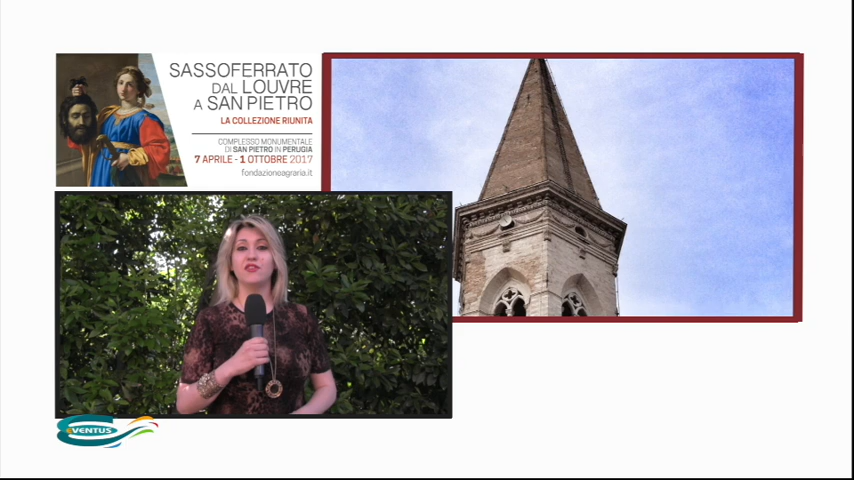 SASSOFERRATO
DAL LOUVRE
A SAN PIETRO
LA COLLEZIONE RIUNITA
COMPLESSO MONUMENTALE
DI SAN PIETRO IN PERUGIA
7 APRILE - 1 OTTOBRE 2017
fondazioneagraria.it
EVENTUS